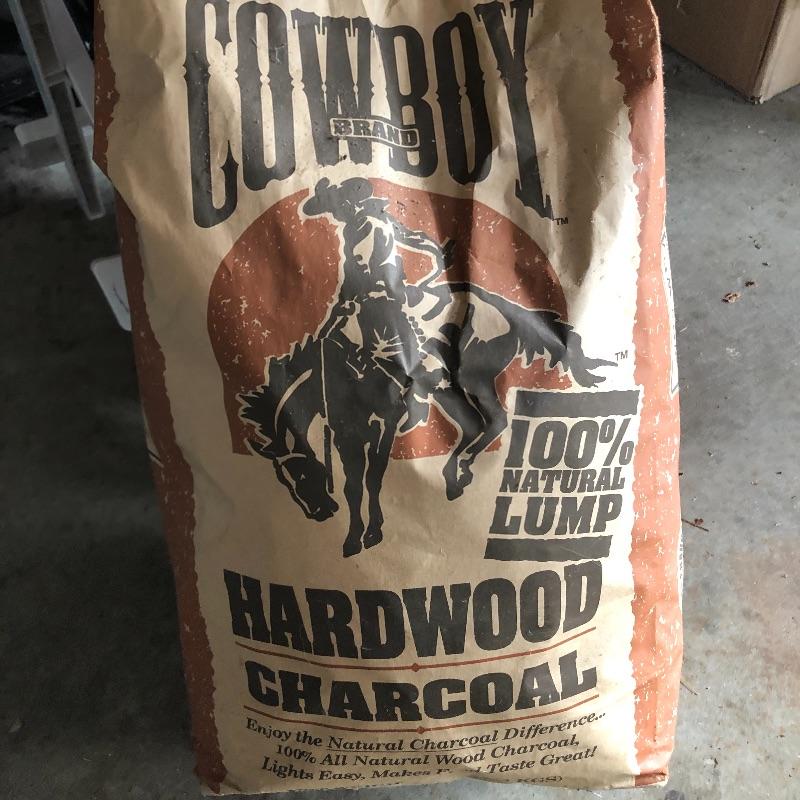 COWBOY
BRAND
TM
TM
100%
NATURAL
LUMP
HARDWOOD
CHARCOAL
Enjoy the Natural Charcoal Difference...
100% All Natural Wood Charcoal,
Lights Easy, Makes Taste Great!
KGS)